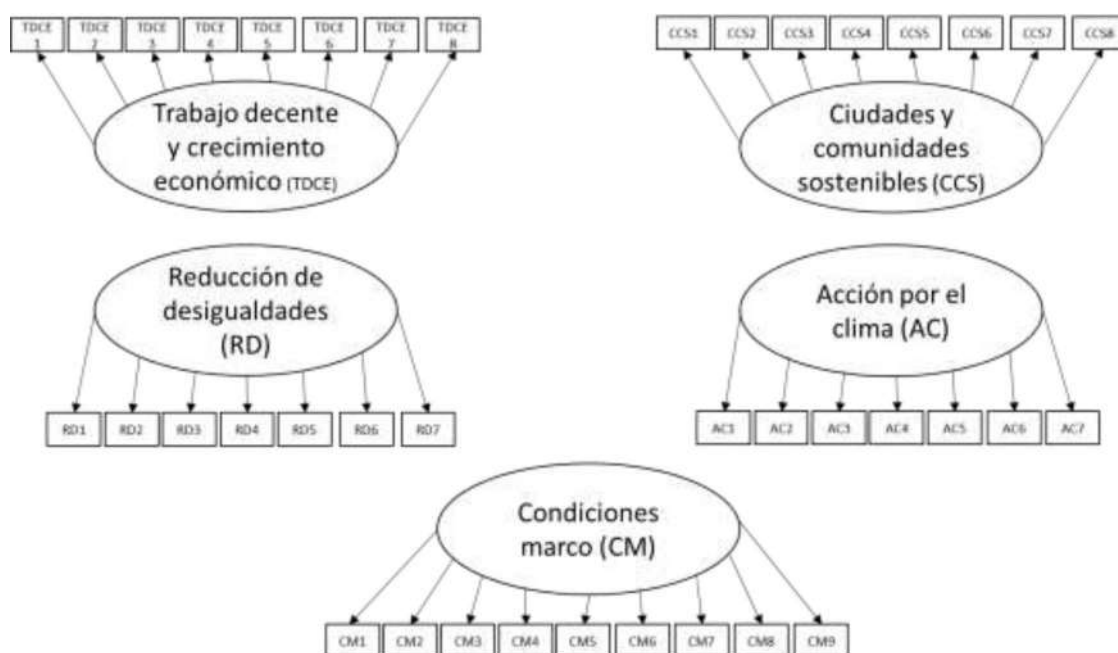 TDCE 1 TDCE 2 TDCE 3 TDCE 4 TDCE 5 TDCE 6 TDCE 7 TDCE 8
Trabajo decente
y crecimiento
económico (TDCE)
CCS1 CCS2 CCS3 CCS4 CCS5 CCS6 CCS7 CCS8
Ciudades y
comunidades
sostenibles (CCS)
Reducción de
desigualdades
(RD)
RD1 RD2 RD3 RD4 RD5 RD6 RD7
Acción por el
clima (AC)
AC1 AC2 AC3 AC4 AC5 AC6 AC7
Condiciones
marco (CM)
CM1 CM2 CM3 CM4 CM5 CM6 CM7 CM8 CM9